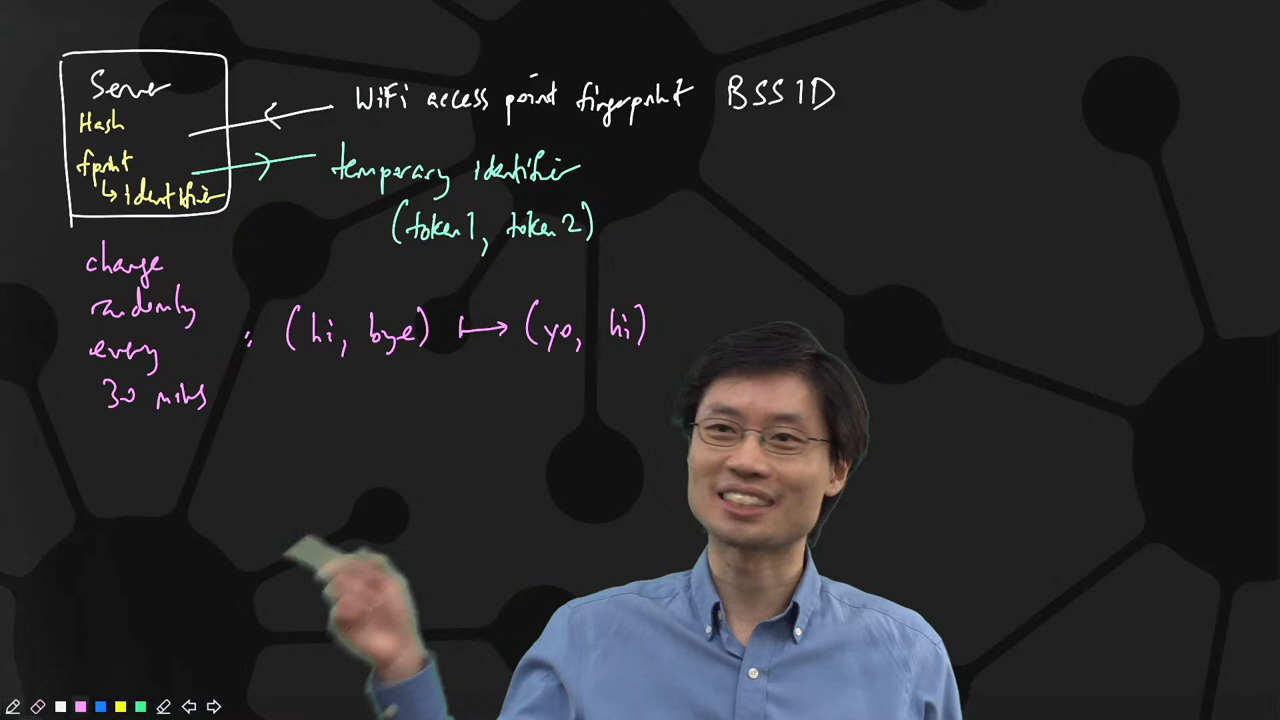 Server
WiFi access point fingerprint BSSID
Hash
fprint
↳ identifier
temporary identifier
(token1, token2)
change
randomly
every
30 mins
: (hi, bye) ↦ (yo, hi)